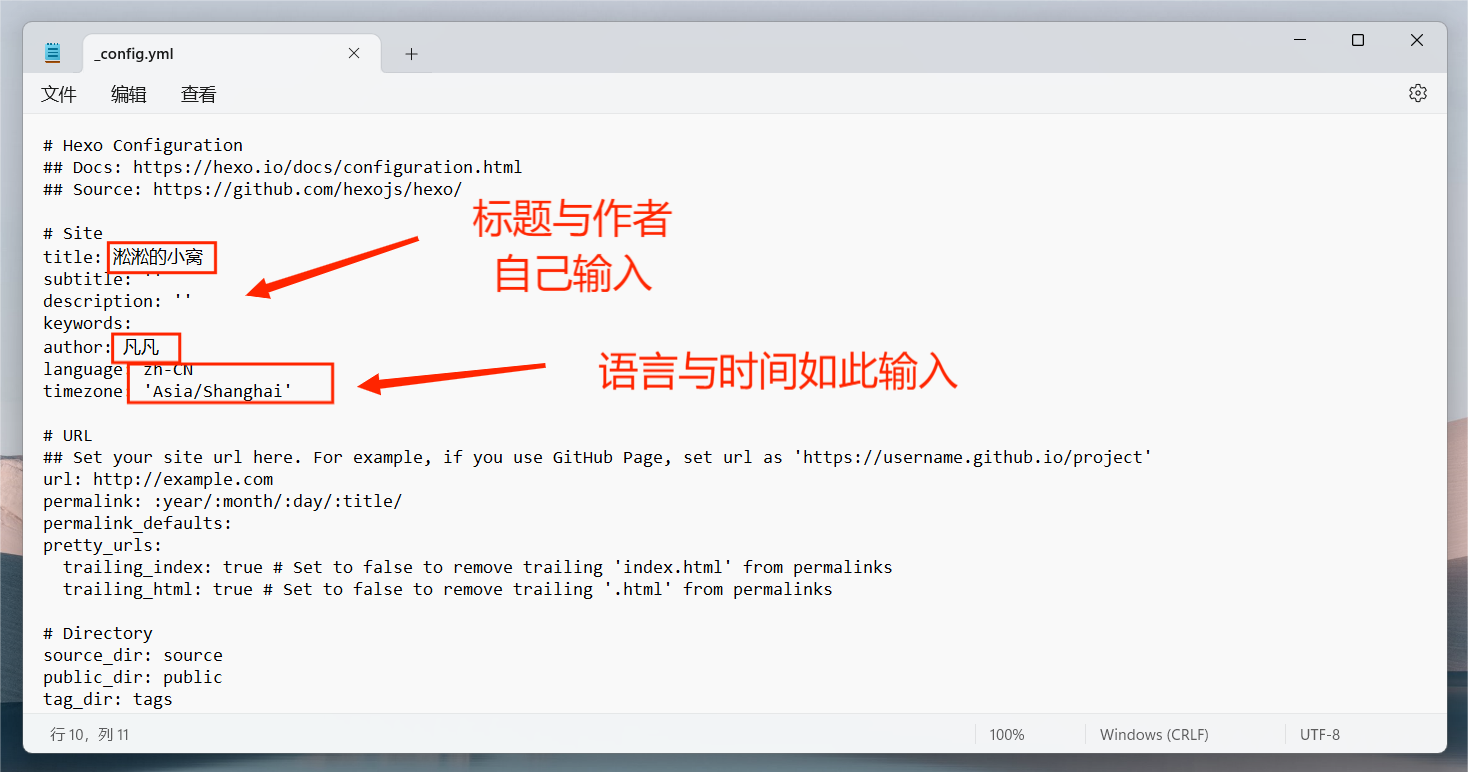 _config.yml
文件 编辑 查看
# Hexo Configuration
## Docs: https://hexo.io/docs/configuration.html
## Source: https://github.com/hexojs/hexo/
标题与作者
自己输入
# Site
title: 淞淞的小窝
subtitle: ''
description: ''
keywords:
author: 凡凡
language: zh-CN
timezone: 'Asia/Shanghai'
语言与时间如此输入
# URL
## Set your site url here. For example, if you use GitHub Page, set url as 'https://username.github.io/project'
url: http://example.com
permalink: :year/:month/:day/:title/
permalink_defaults:
pretty_urls:
  trailing_index: true # Set to false to remove trailing 'index.html' from permalinks
  trailing_html: true # Set to false to remove trailing '.html' from permalinks
# Directory
source_dir: source
public_dir: public
tag_dir: tags
行 10，列 11 100% Windows (CRLF) UTF-8